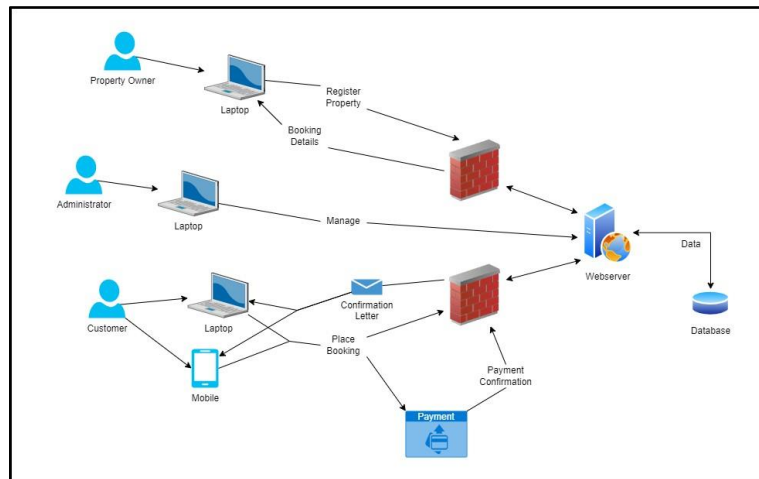 Property Owner
Laptop
Register
Property
Booking
Details
Administrator
Laptop
Manage
Webserver
Data
Database
Customer
Laptop
Mobile
Confirmation
Letter
Place
Booking
Payment
Confirmation
Payment